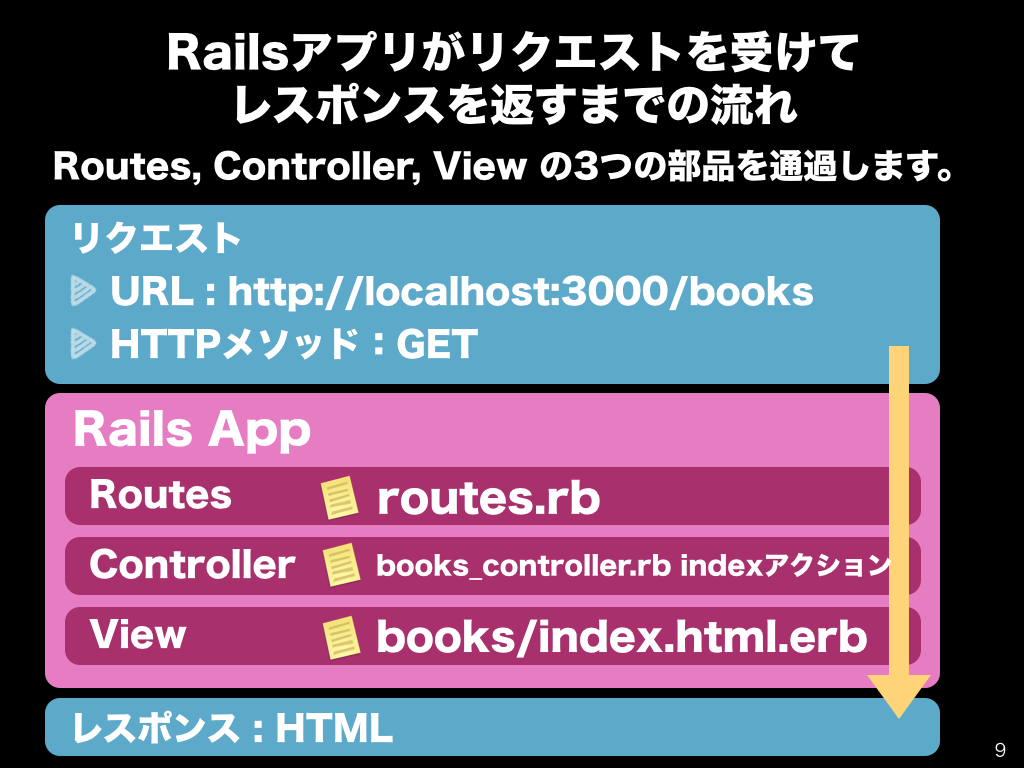 Railsアプリがリクエストを受けて
レスポンスを返すまでの流れ
Routes, Controller, View の3つの部品を通過します。
リクエスト
URL : http://localhost:3000/books
HTTPメソッド：GET
Rails App
Routes routes.rb
Controller books_controller.rb indexアクション
View books/index.html.erb
レスポンス : HTML
9